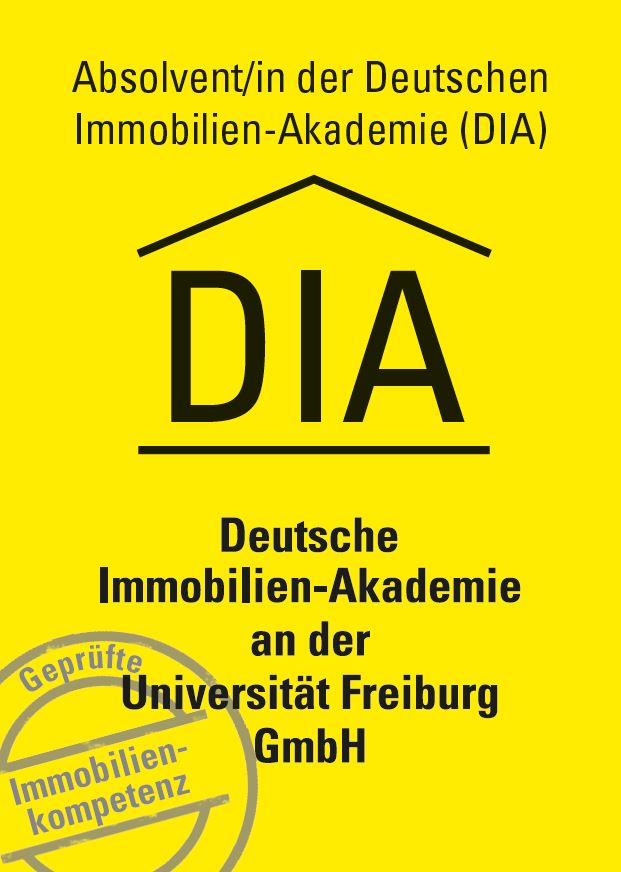 Absolvent/in der Deutschen
Immobilien-Akademie (DIA)
DIA
Deutsche
Immobilien-Akademie
an der
Universität Freiburg
GmbH
Geprüfte
Immobilien-
kompetenz